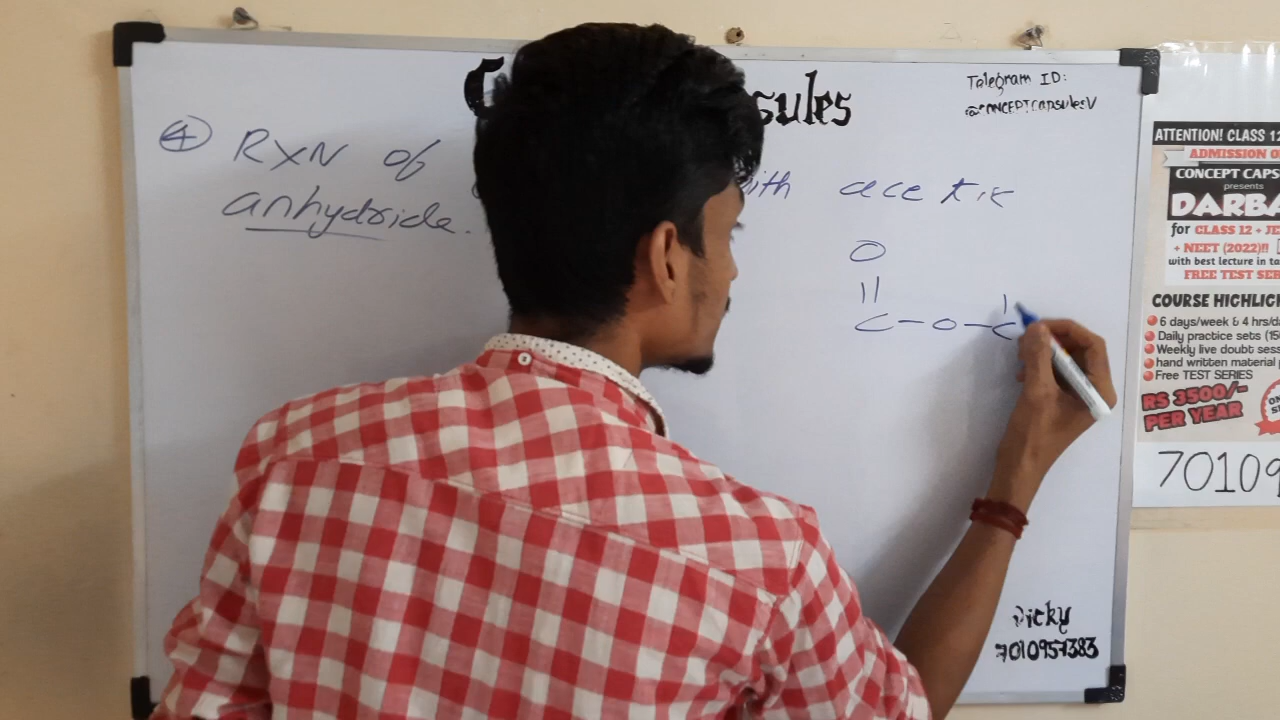 sules
Telegram ID:
@CONCEPTCapsulesV
④ RXN of ith acetic
anhydride.
O
||
C-O-C
Vicky
7010957383
ATTENTION! CLASS 12
ADMISSION O
CONCEPT CAPS
presents
DARBA
for CLASS 12 + JE
+ NEET (2022)!!
with best lecture in ta
FREE TEST SER
COURSE HIGHLIGH
6 days/week & 4 hrs/d
Daily practice sets (15
Weekly live doubt sess
hand written material
Free TEST SERIES
RS 3500/-
PER YEAR
70109